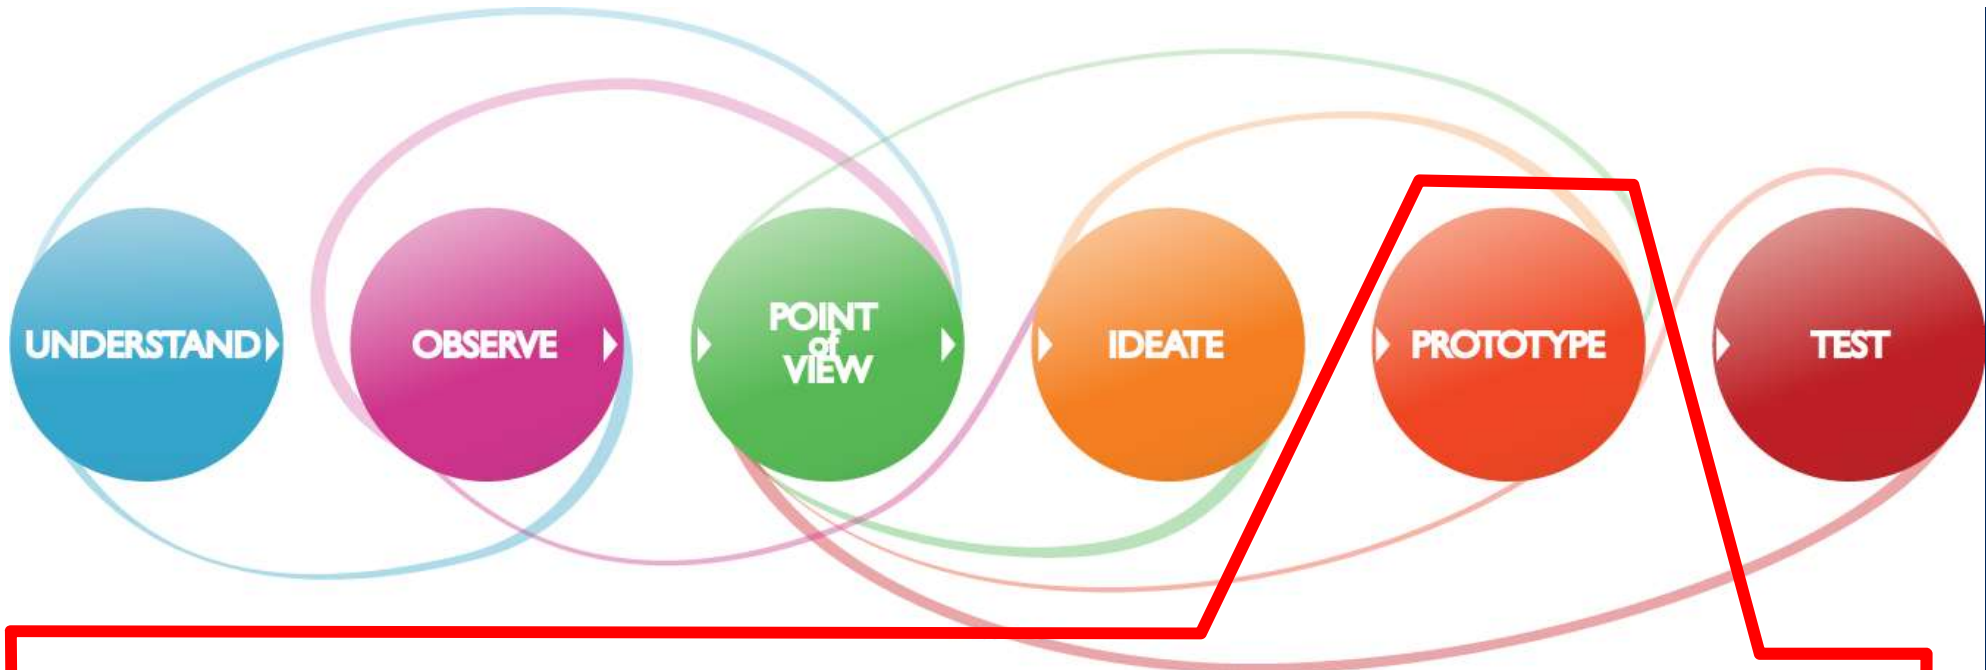 UNDERSTAND
OBSERVE
POINT
of
VIEW
IDEATE
PROTOTYPE
TEST